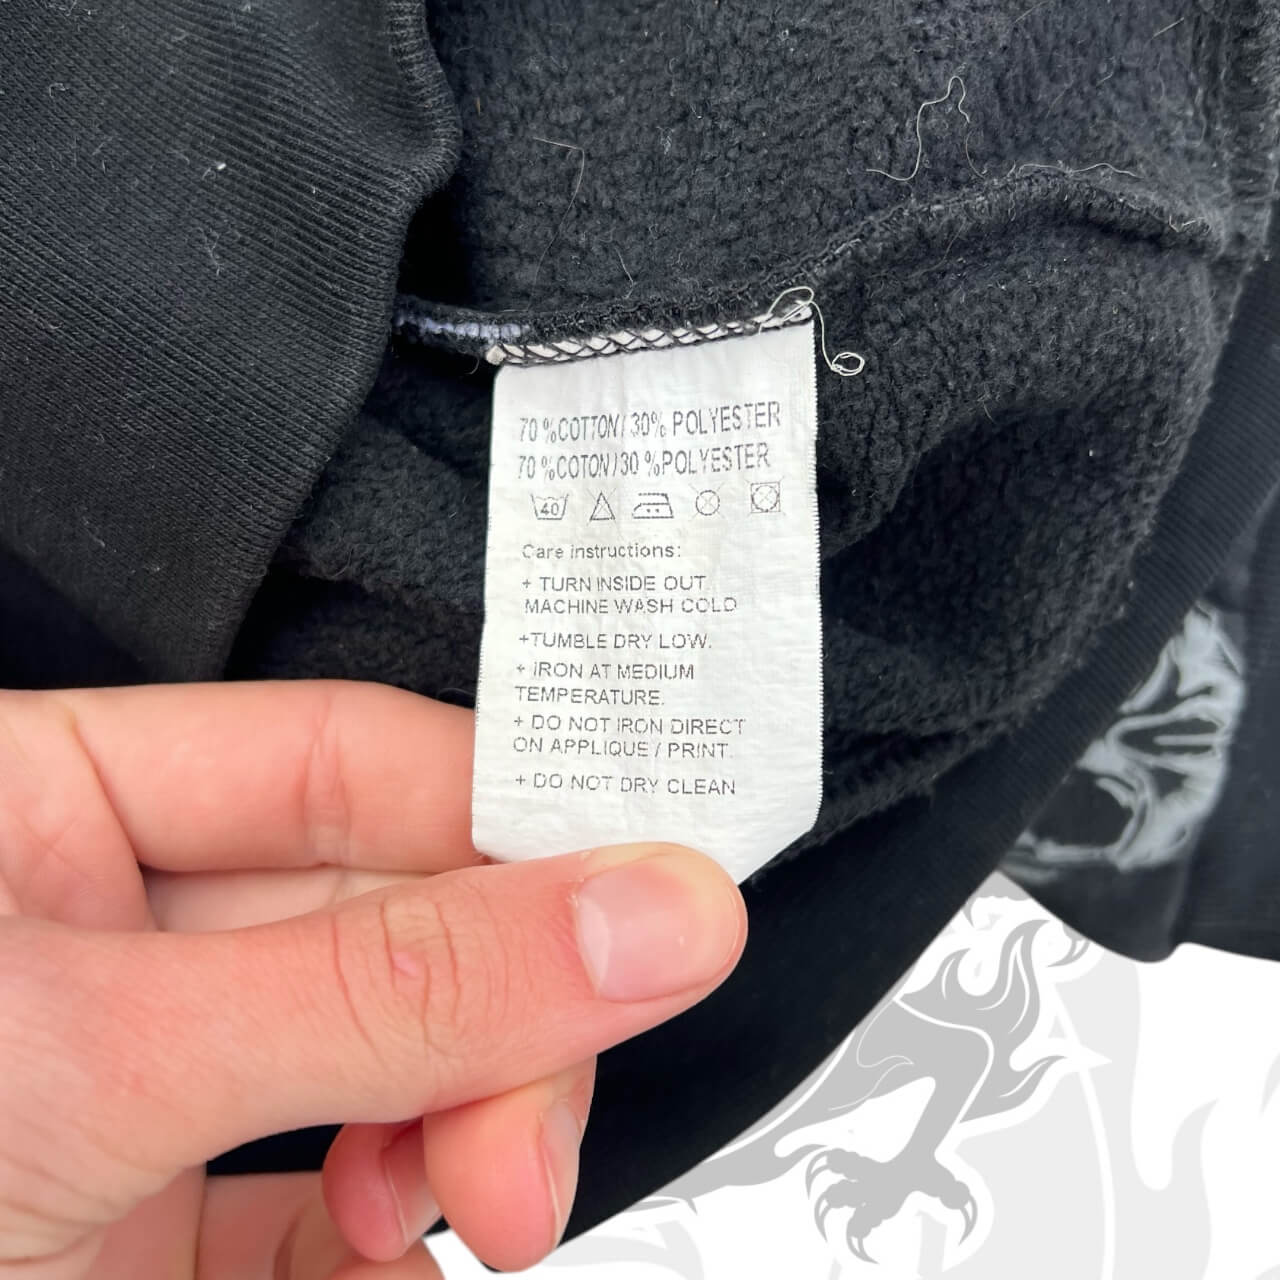 70 %COTTON/ 30% POLYESTER
70 %COTON/30 %POLYESTER
40
Care instructions:
+ TURN INSIDE OUT.
MACHINE WASH COLD
+TUMBLE DRY LOW.
+ IRON AT MEDIUM
TEMPERATURE.
+ DO NOT IRON DIRECT
ON APPLIQUE / PRINT.
+ DO NOT DRY CLEAN